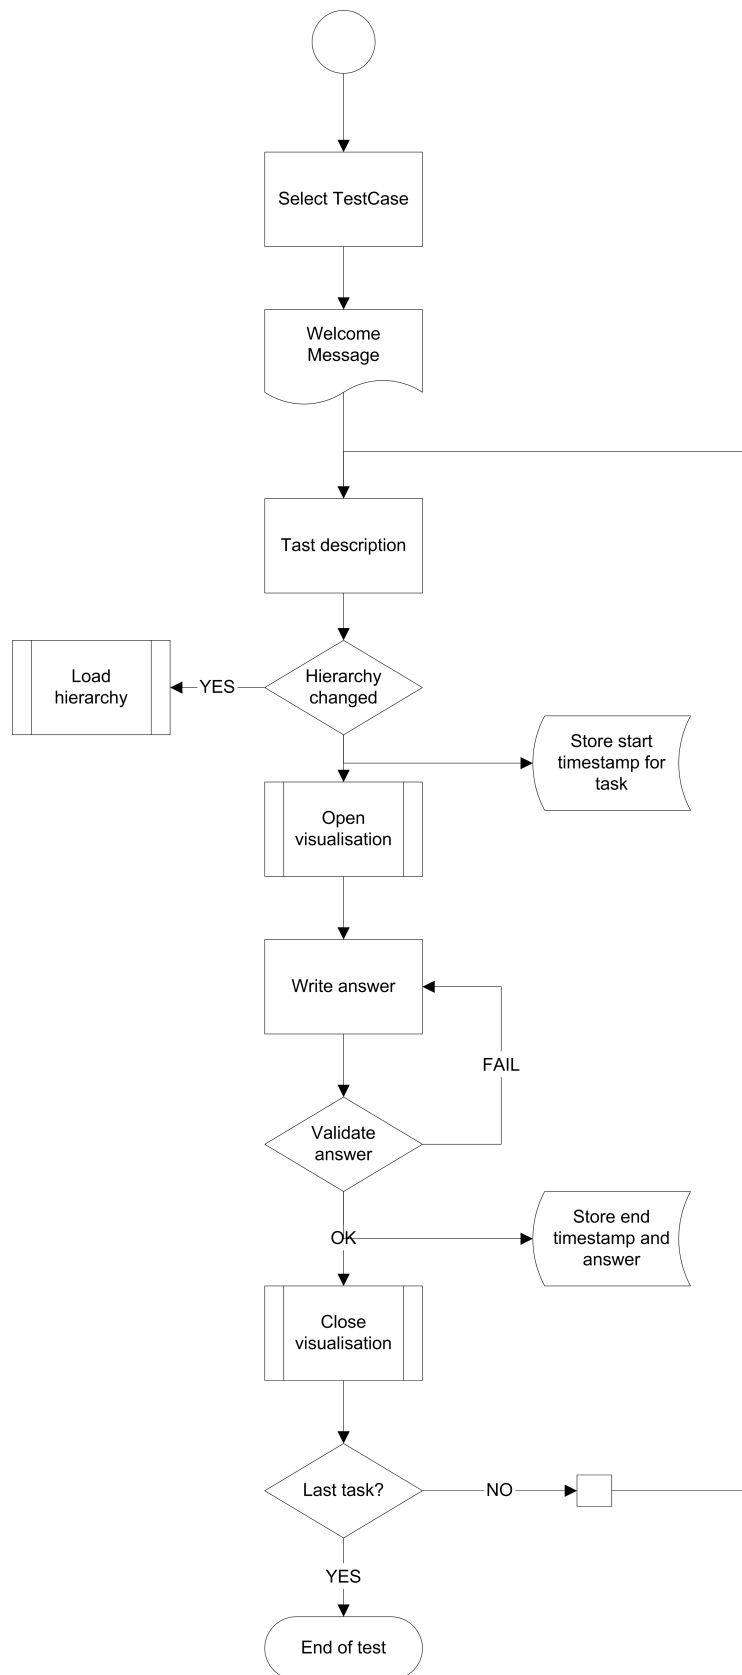 Select TestCase
Welcome
Message
Tast description
Hierarchy
changed
YES
Load
hierarchy
Store start
timestamp for
task
Open
visualisation
Write answer
FAIL
Validate
answer
OK
Store end
timestamp and
answer
Close
visualisation
Last task?
NO
YES
End of test